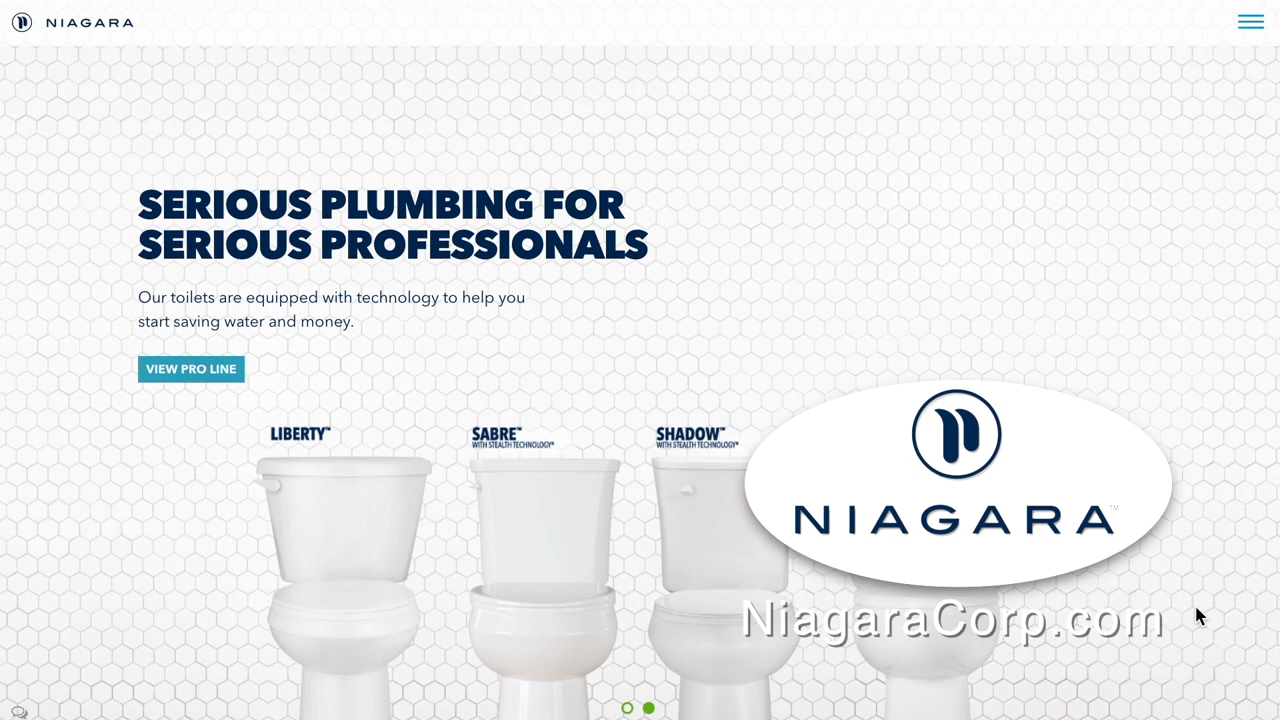 NIAGARA
SERIOUS PLUMBING FOR
SERIOUS PROFESSIONALS
Our toilets are equipped with technology to help you
start saving water and money.
VIEW PRO LINE
LIBERTY™
SABRE™
WITH STEALTH TECHNOLOGY®
SHADOW™
WITH STEALTH TECHNOLOGY®
NIAGARA™
NiagaraCorp.com